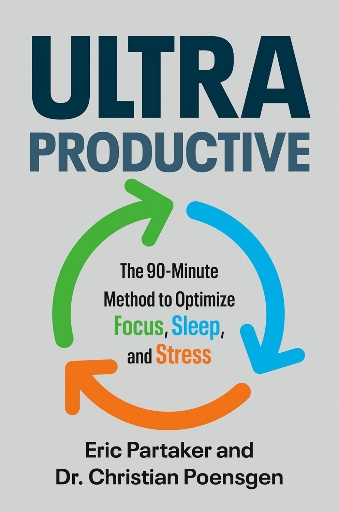 ULTRA
PRODUCTIVE
The 90-Minute
Method to Optimize
Focus, Sleep,
and Stress
Eric Partaker and
Dr. Christian Poensgen